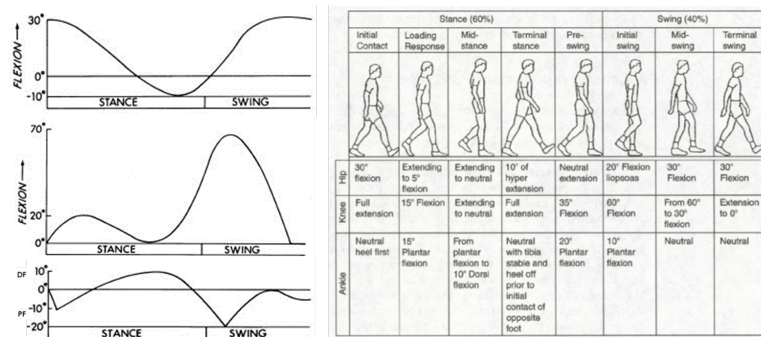 30°
FLEXION →
0°
-10°
STANCE SWING
70°
FLEXION →
20°
0°
STANCE SWING
DF 10°
0°
-10°
PF
-20°
STANCE SWING
Stance (60%) Swing (40%)
Initial Contact
Loading Response
Mid-stance
Terminal stance
Pre-swing
Initial swing
Mid-swing
Terminal swing
Hip
30° flexion
Extending to 5° flexion
Extending to neutral
10° of hyper extension
Neutral extension
20° Flexion Iiopsoas
30° Flexion
30° Flexion
Knee
Full extension
15° Flexion
Extending to neutral
Full extension
35° Flexion
60° Flexion
From 60° to 30° flexion
Extension to 0°
Ankle
Neutral heel first
15° Plantar flexion
From plantar flexion to 10° Dorsi flexion
Neutral with tibia stable and heel off prior to initial contact of opposite foot
20° Plantar flexion
10° Plantar flexion
Neutral
Neutral